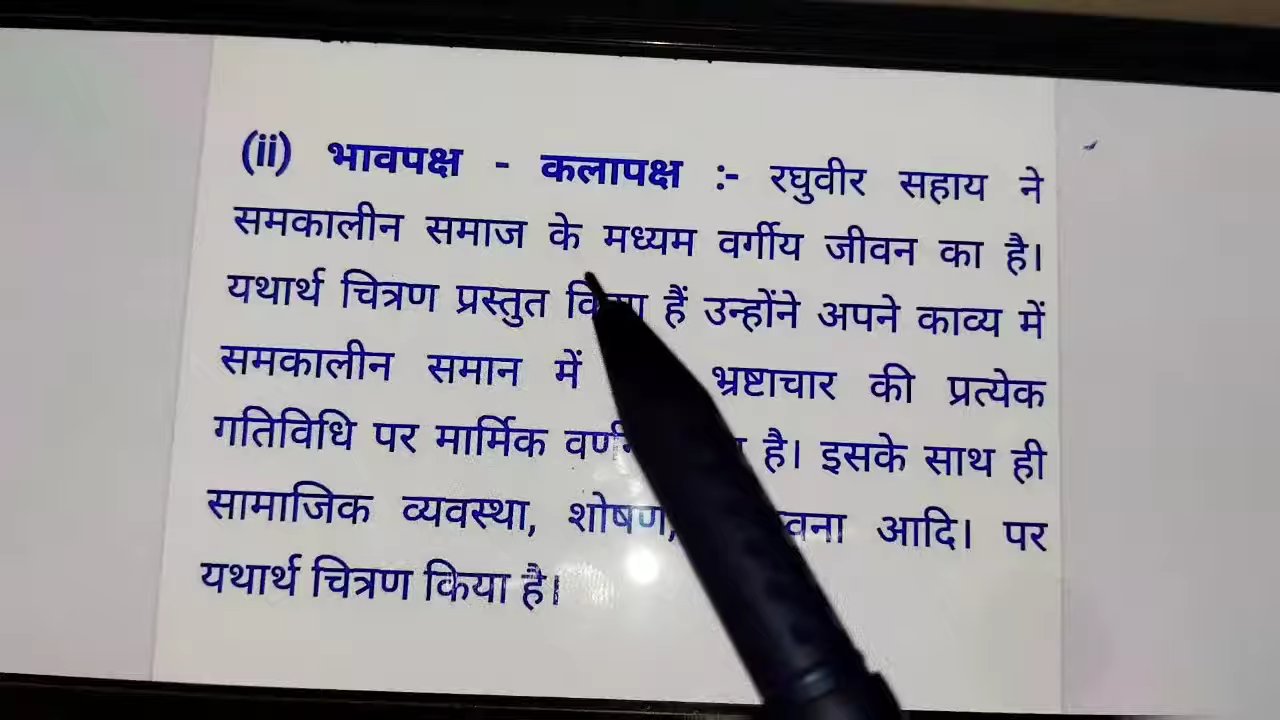 (ii) भावपक्ष - कलापक्ष :- रघुवीर सहाय ने
समकालीन समाज के मध्यम वर्गीय जीवन का है।
यथार्थ चित्रण प्रस्तुत किया हैं उन्होंने अपने काव्य में
समकालीन समान में भ्रष्टाचार की प्रत्येक
गतिविधि पर मार्मिक है। इसके साथ ही
सामाजिक व्यवस्था, शोषण, आदि। पर
यथार्थ चित्रण किया है।